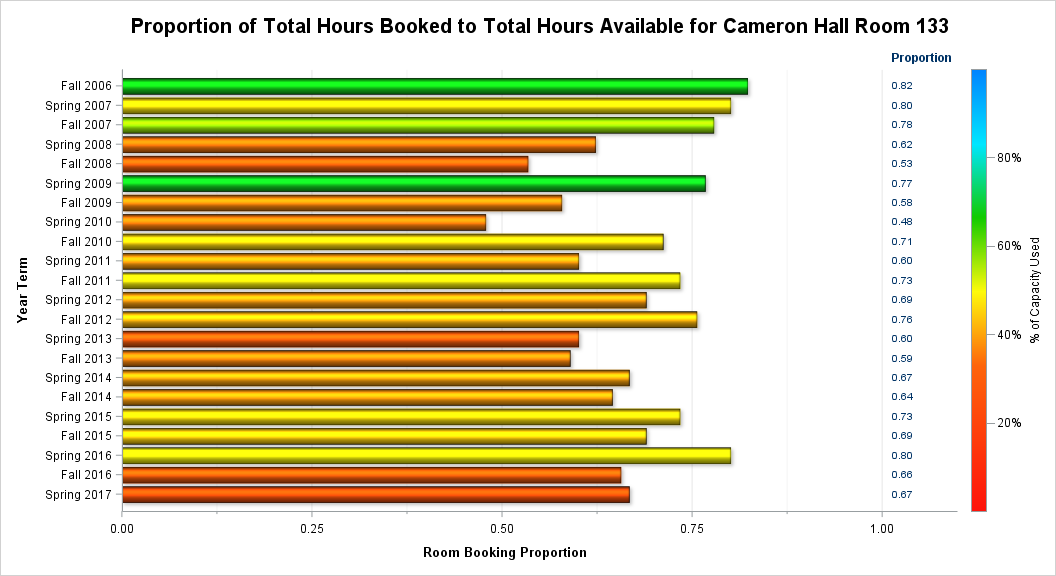 Proportion of Total Hours Booked to Total Hours Available for Cameron Hall Room 133
Proportion
Fall 2006 0.82
Spring 2007 0.80
Fall 2007 0.78
Spring 2008 0.62
Fall 2008 0.53
Spring 2009 0.77
Fall 2009 0.58
Spring 2010 0.48
Fall 2010 0.71
Spring 2011 0.60
Fall 2011 0.73
Spring 2012 0.69
Fall 2012 0.76
Spring 2013 0.60
Fall 2013 0.59
Spring 2014 0.67
Fall 2014 0.64
Spring 2015 0.73
Fall 2015 0.69
Spring 2016 0.80
Fall 2016 0.66
Spring 2017 0.67
Year Term
0.00 0.25 0.50 0.75 1.00
Room Booking Proportion
80%
60%
40%
20%
% of Capacity Used